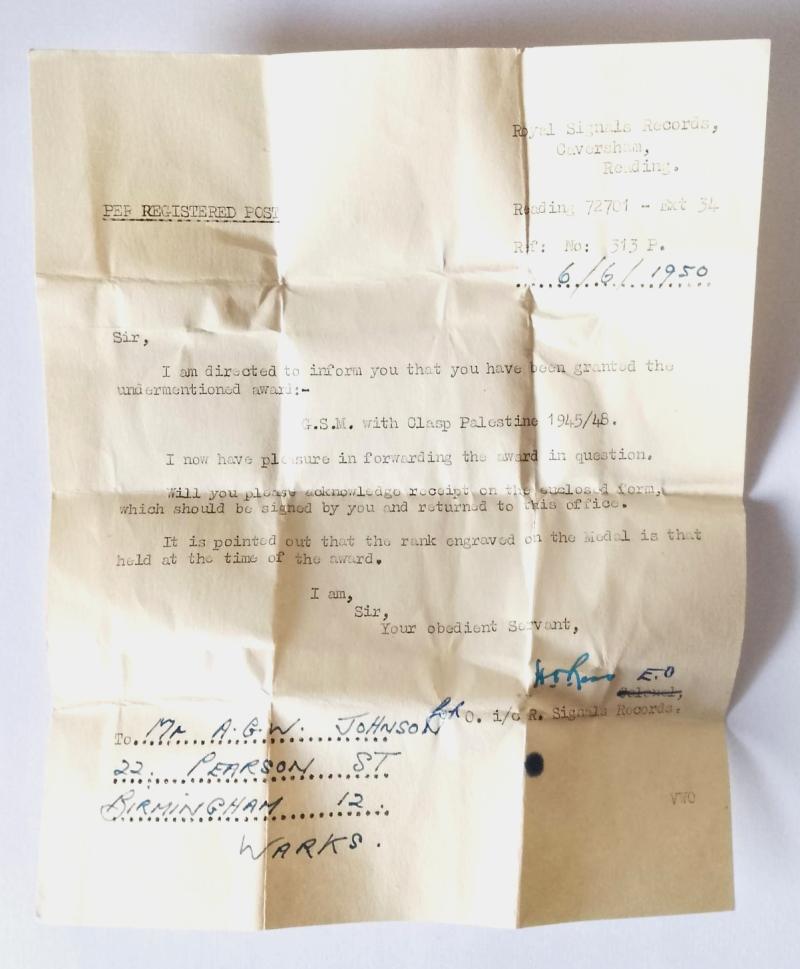 Royal Signals Records,
Caversham,
Reading.
PER REGISTERED POST
Reading 72701 - Ext 34
Ref: No: 313 P.
6/6/1950
Sir,
I am directed to inform you that you have been granted the
undermentioned award:-
G.S.M. with Clasp Palestine 1945/48.
I now have pleasure in forwarding the award in question.
Will you please acknowledge receipt on the enclosed form,
which should be signed by you and returned to this office.
It is pointed out that the rank engraved on the Medal is that
held at the time of the award.
I am,
Sir,
Your obedient Servant,
E.O
Colonel,
for O. i/c R. Signals Records.
To Mr A.G.W. JOHNSON
22. PEARSON ST
BIRMINGHAM 12.
WARKS.
VWO